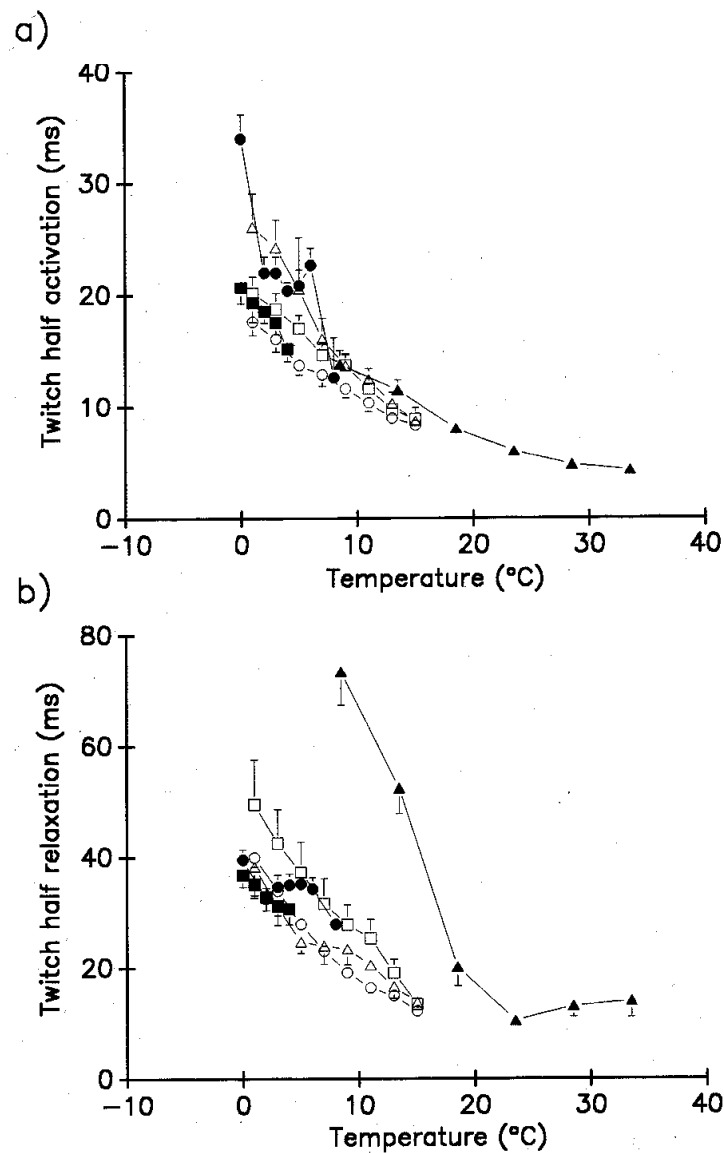 a)
Twitch half activation (ms)
40
30
20
10
0
−10 0 10 20 30 40
Temperature (°C)
b)
Twitch half relaxation (ms)
80
60
40
20
0
−10 0 10 20 30 40
Temperature (°C)